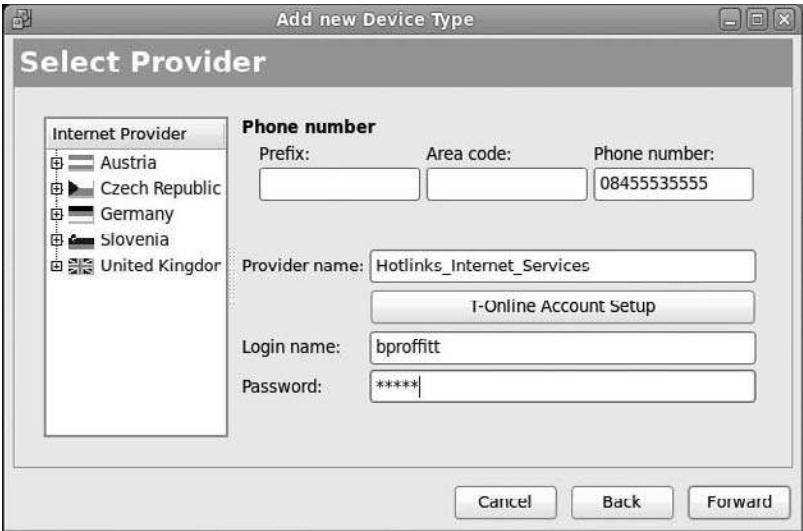 Add new Device Type
Select Provider
Internet Provider
Austria
Czech Republic
Germany
Slovenia
United Kingdor
Phone number
Prefix:
Area code:
Phone number:
08455535555
Provider name:
Hotlinks_Internet_Services
T-Online Account Setup
Login name:
bproffitt
Password:
*****
Cancel
Back
Forward